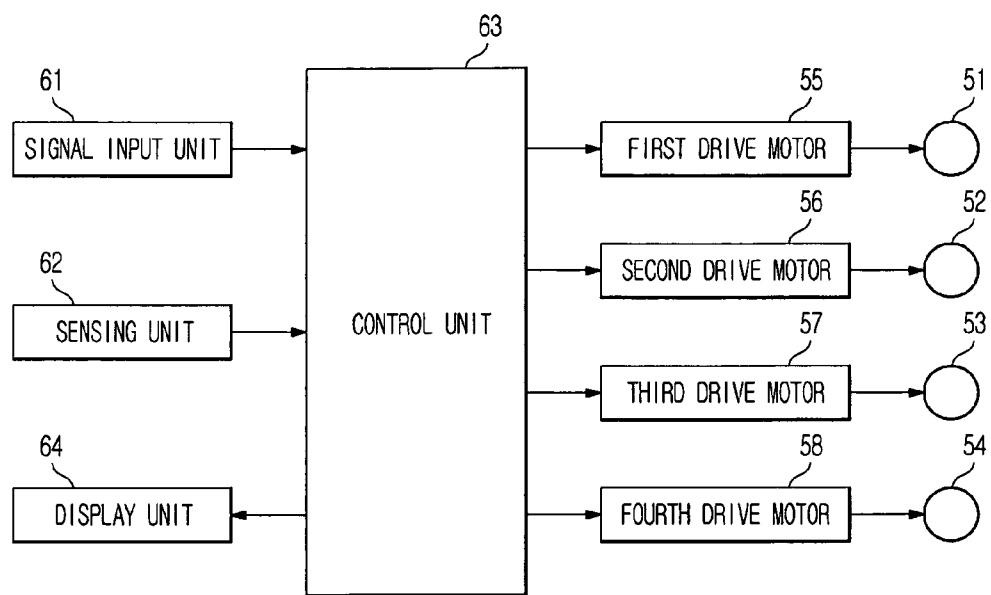 63
61
SIGNAL INPUT UNIT
62
SENSING UNIT
64
DISPLAY UNIT
CONTROL UNIT
55
51
FIRST DRIVE MOTOR
56
52
SECOND DRIVE MOTOR
57
53
THIRD DRIVE MOTOR
58
54
FOURTH DRIVE MOTOR